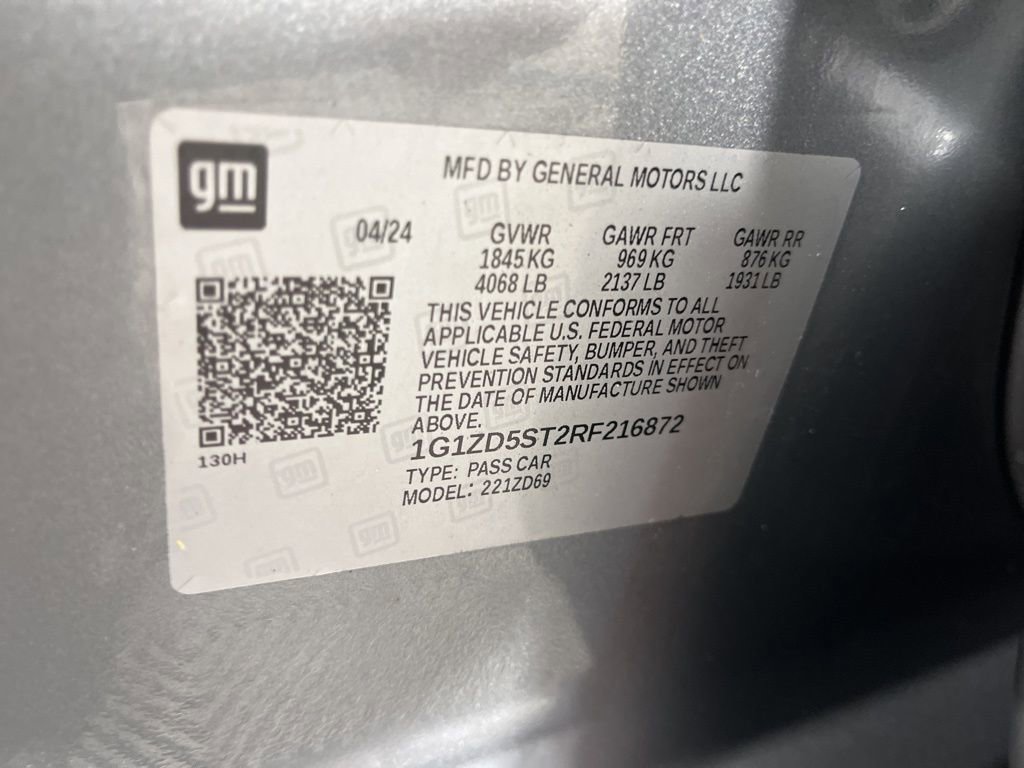 gm
MFD BY GENERAL MOTORS LLC
04/24 GVWR GAWR FRT GAWR RR
1845 KG 969 KG 876 KG
4068 LB 2137 LB 1931 LB
THIS VEHICLE CONFORMS TO ALL
APPLICABLE U.S. FEDERAL MOTOR
VEHICLE SAFETY, BUMPER, AND THEFT
PREVENTION STANDARDS IN EFFECT ON
THE DATE OF MANUFACTURE SHOWN
ABOVE.
1G1ZD5ST2RF216872
TYPE: PASS CAR
MODEL: 221ZD69
130H